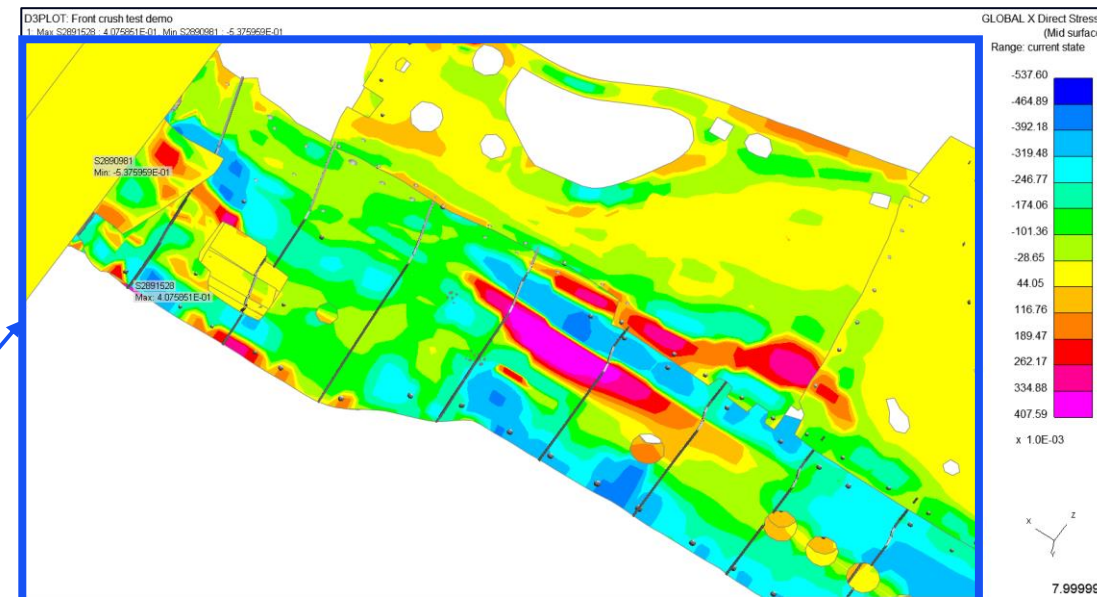 D3PLOT: Front crush test demo
1: Max S2891528 : 4.075851E-01, Min S2890981 : -5.375959E-01
GLOBAL X Direct Stress
(Mid surface
Range: current state
-537.60
-464.89
-392.18
-319.48
-246.77
-174.06
-101.36
-28.65
44.05
116.76
189.47
262.17
334.88
407.59
x 1.0E-03
S2890981
Min: -5.375959E-01
S2891528
Max: 4.075851E-01
X
Z
Y
7.99999